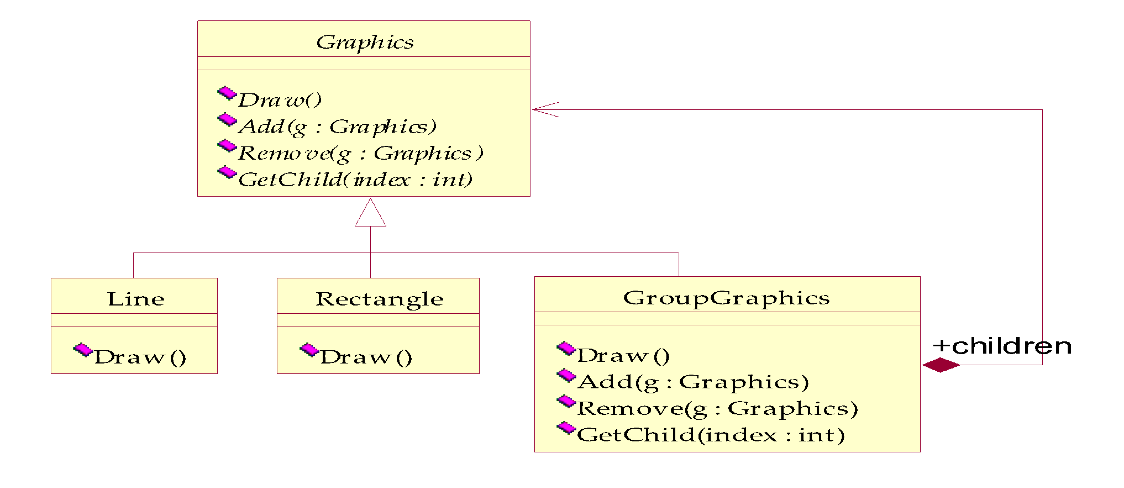 Graphics
Draw()
Add(g : Graphics)
Remove(g : Graphics)
GetChild(index : int)
Line
Draw()
Rectangle
Draw()
GroupGraphics
Draw()
Add(g : Graphics)
Remove(g : Graphics)
GetChild(index : int)
+children